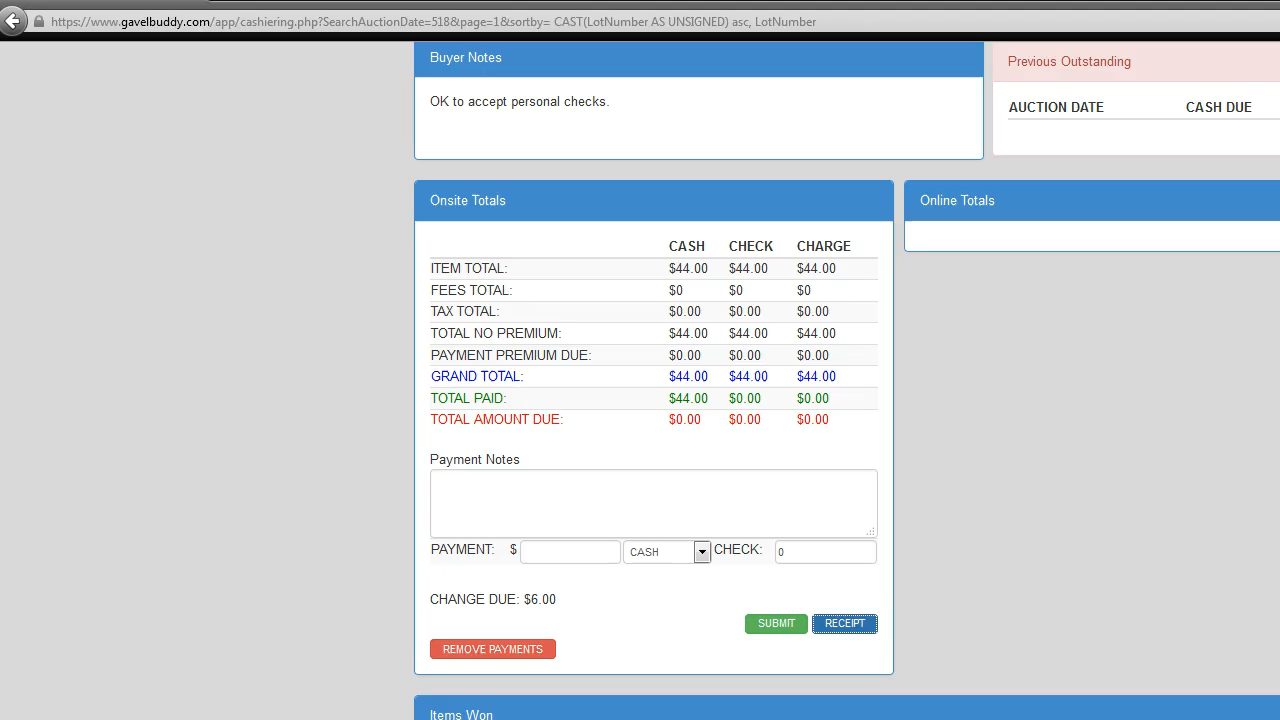 https://www.gavelbuddy.com/app/cashiering.php?SearchAuctionDate=518&page=1&sortby= CAST(LotNumber AS UNSIGNED) asc, LotNumber
Buyer Notes
OK to accept personal checks.
Previous Outstanding
AUCTION DATE CASH DUE
Onsite Totals
CASH CHECK CHARGE
ITEM TOTAL: $44.00 $44.00 $44.00
FEES TOTAL: $0 $0 $0
TAX TOTAL: $0.00 $0.00 $0.00
TOTAL NO PREMIUM: $44.00 $44.00 $44.00
PAYMENT PREMIUM DUE: $0.00 $0.00 $0.00
GRAND TOTAL: $44.00 $44.00 $44.00
TOTAL PAID: $44.00 $0.00 $0.00
TOTAL AMOUNT DUE: $0.00 $0.00 $0.00
Payment Notes
PAYMENT: $ CASH CHECK: 0
CHANGE DUE: $6.00
SUBMIT RECEIPT
REMOVE PAYMENTS
Online Totals
Items Won